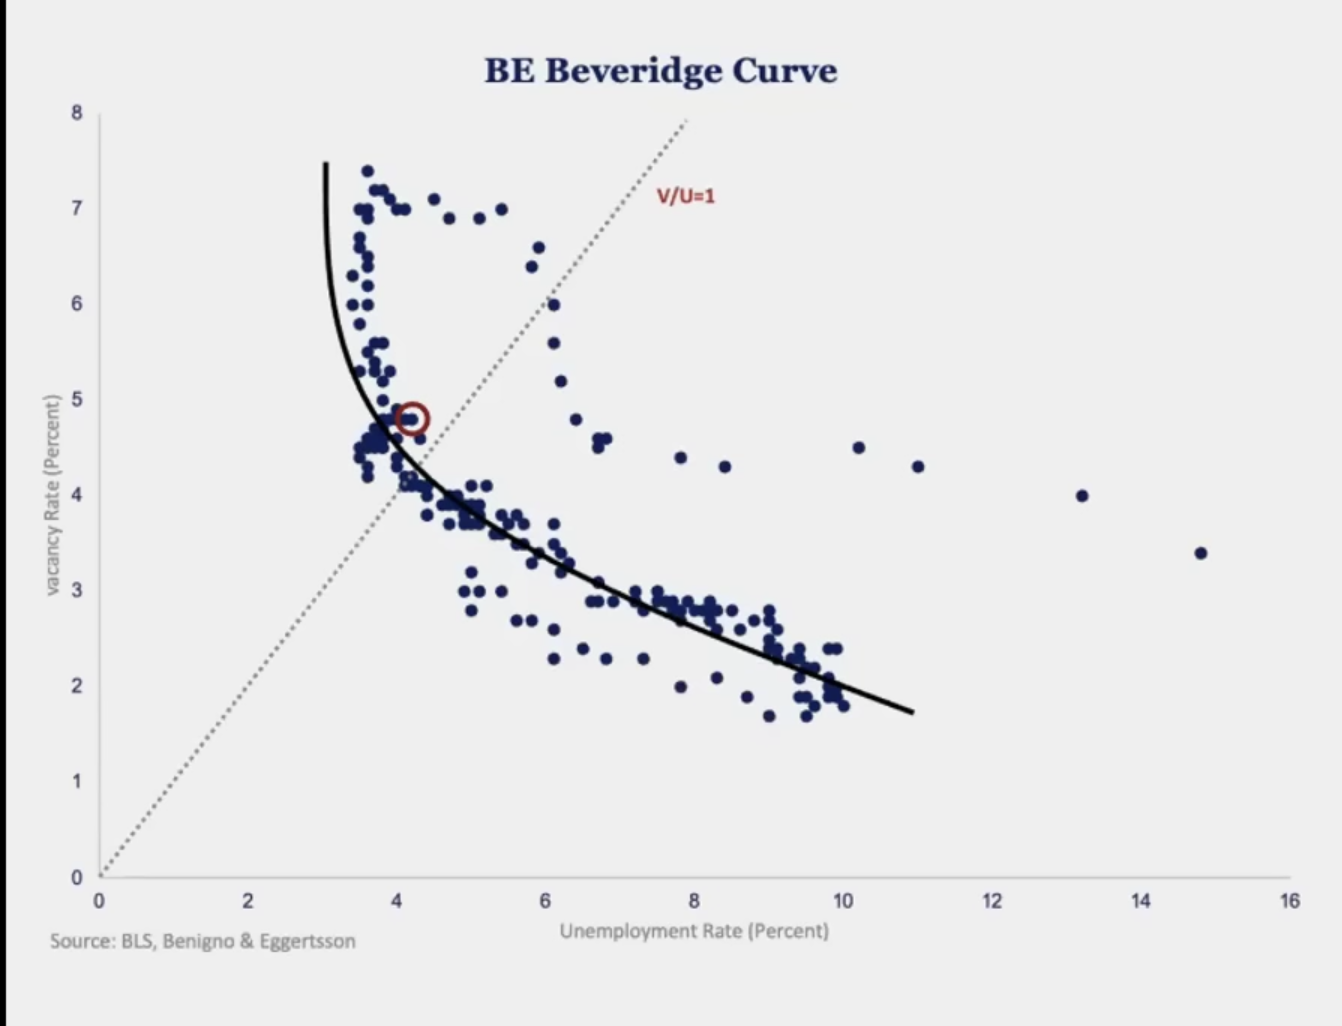 BE Beveridge Curve
8
7
6
5
4
3
2
1
0
vacancy Rate (Percent)
V/U=1
0 2 4 6 8 10 12 14 16
Unemployment Rate (Percent)
Source: BLS, Benigno & Eggertsson